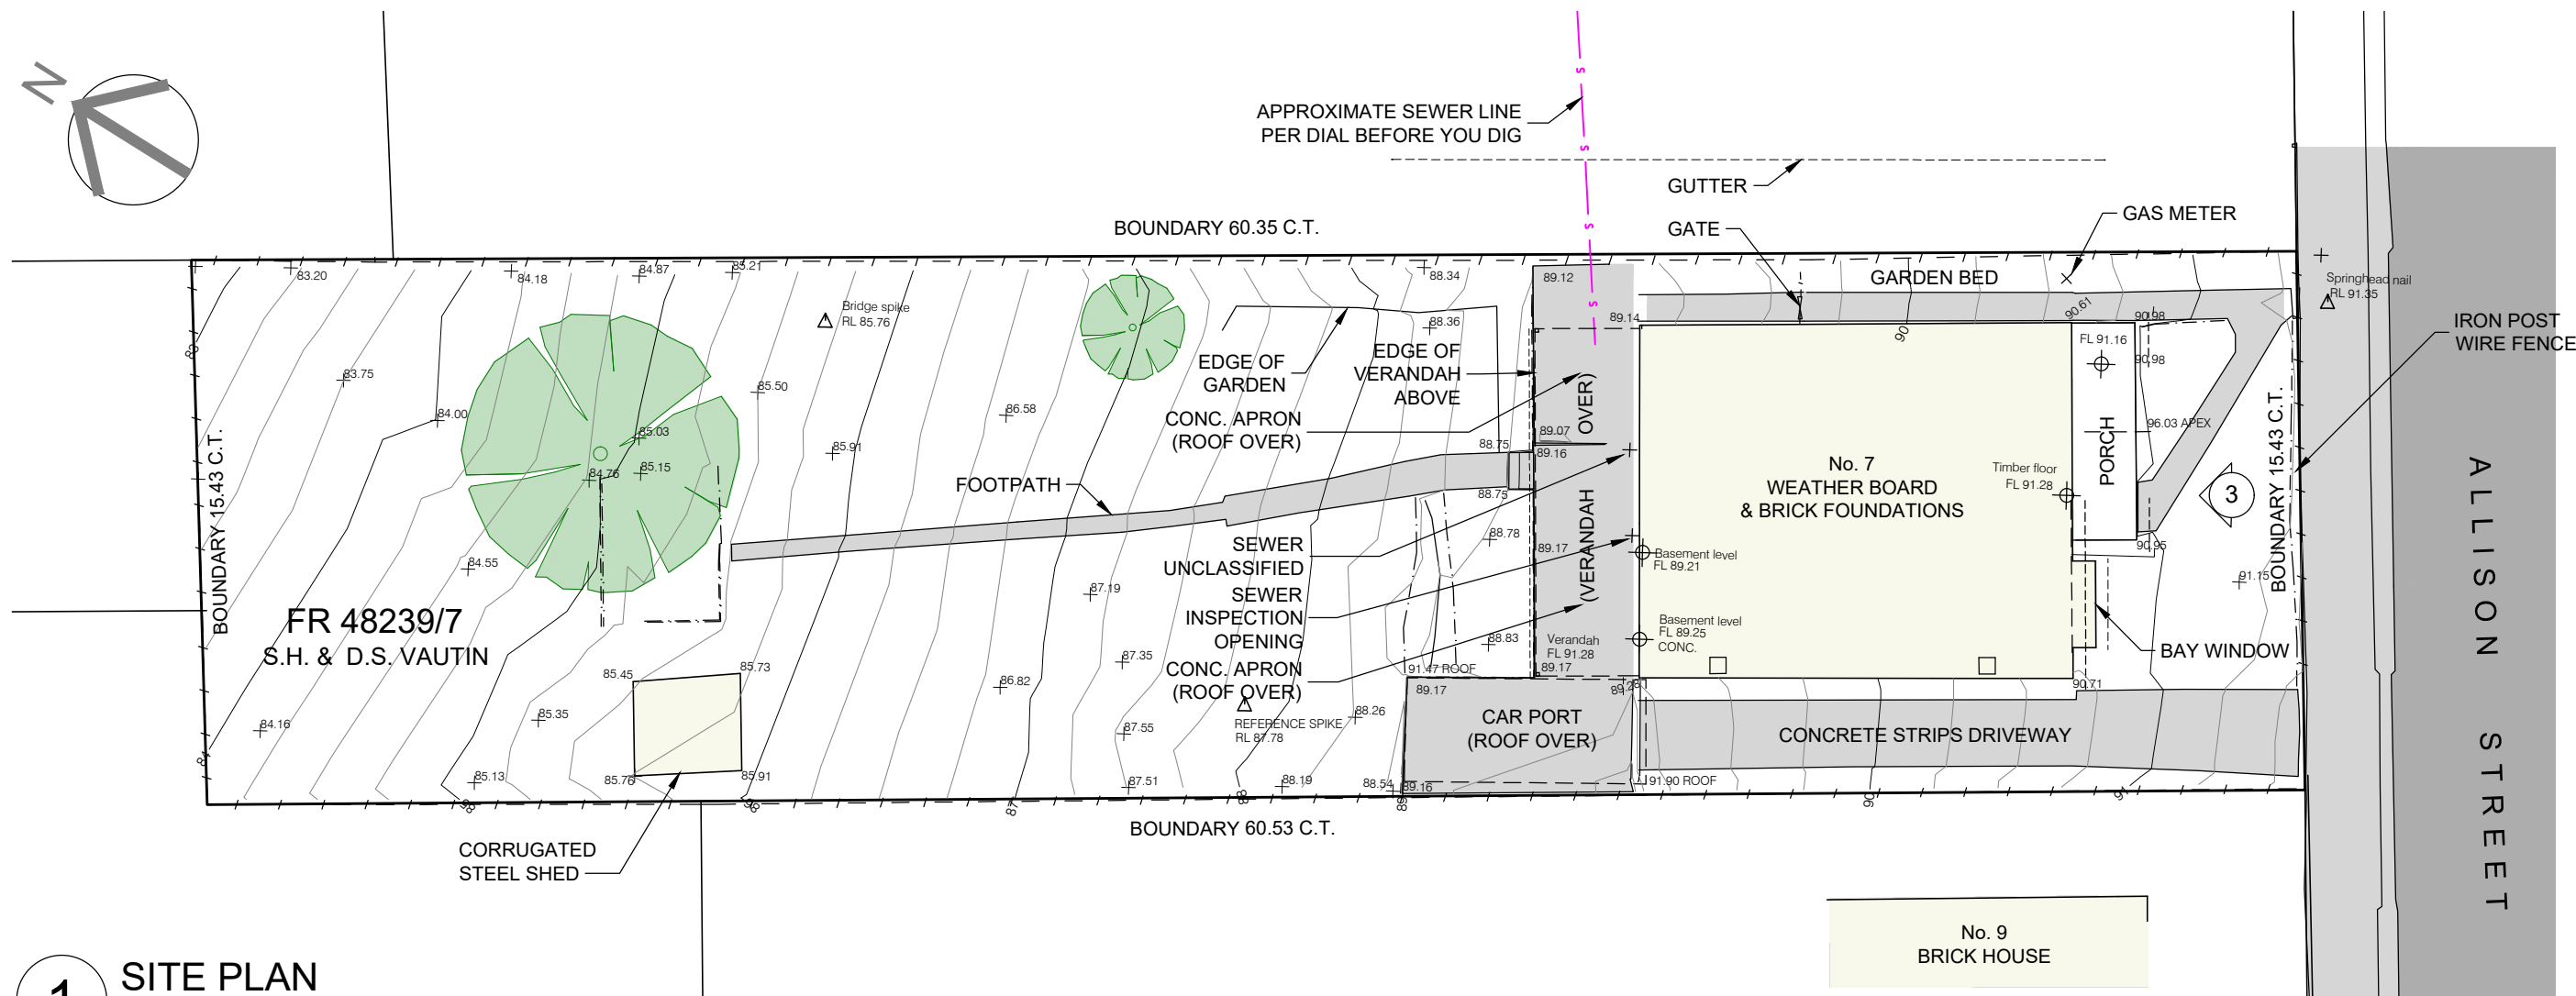 N
APPROXIMATE SEWER LINE
PER DIAL BEFORE YOU DIG
S
S
S
S
GUTTER
GATE
GAS METER
BOUNDARY 60.35 C.T.
GARDEN BED
83.20
84.18
84.87
85.21
88.34
89.12
Springhead nail
RL 91.35
Bridge spike
RL 85.76
88.36
89.14
90
90.61
90.98
IRON POST
WIRE FENCE
83
83.75
EDGE OF
GARDEN
EDGE OF
VERANDAH
ABOVE
FL 91.16
90.98
84.00
85.50
86.58
CONC. APRON
(ROOF OVER)
(VERANDAH OVER)
85.03
85.91
88.75
89.07
89.16
96.03 APEX
84.76
85.15
FOOTPATH
88.75
No. 7
WEATHER BOARD
& BRICK FOUNDATIONS
Timber floor
FL 91.28
PORCH
3
BOUNDARY 15.43 C.T.
BOUNDARY 15.43 C.T.
ALLISON STREET
SEWER
UNCLASSIFIED
88.78
89.17
Basement level
FL 89.21
90.95
84.55
87.19
91.15
SEWER
INSPECTION
OPENING
FR 48239/7
S.H. & D.S. VAUTIN
88.83
Verandah
FL 91.28
Basement level
FL 89.25
CONC.
BAY WINDOW
85.45
85.73
87.35
CONC. APRON
(ROOF OVER)
91.47 ROOF
89.17
86.82
89.17
90.71
84.16
85.35
REFERENCE SPIKE
RL 87.78
88.26
CAR PORT
(ROOF OVER)
CONCRETE STRIPS DRIVEWAY
87.55
84
85.13
85.76
85.91
87.51
88.19
88.54
89.16
91.90 ROOF
87
88
89
90
91
BOUNDARY 60.53 C.T.
CORRUGATED
STEEL SHED
No. 9
BRICK HOUSE
1
SITE PLAN